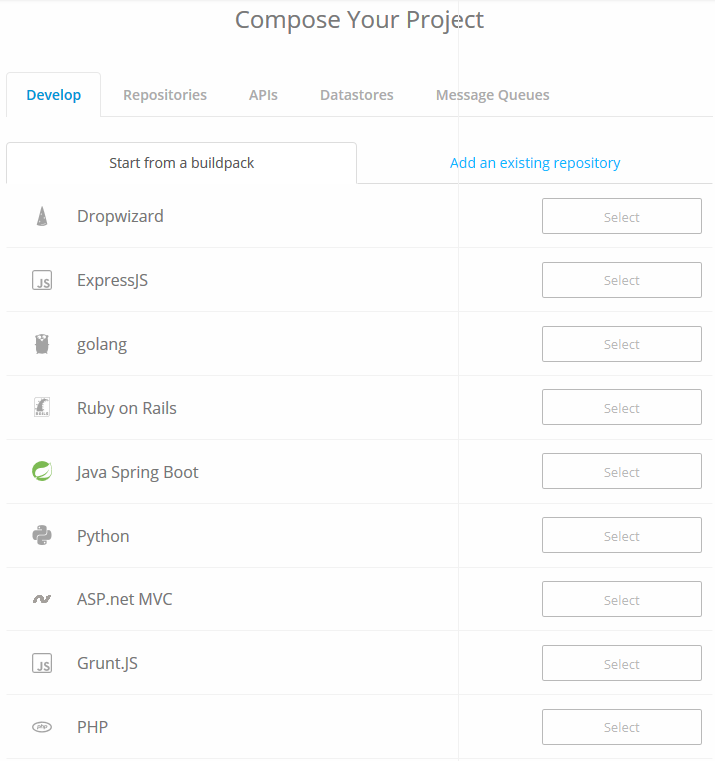 Compose Your Project
Develop Repositories APIs Datastores Message Queues
Start from a buildpack Add an existing repository
Dropwizard Select
JS ExpressJS Select
golang Select
RAILS Ruby on Rails Select
Java Spring Boot Select
Python Select
ASP.net MVC Select
JS Grunt.JS Select
php PHP Select